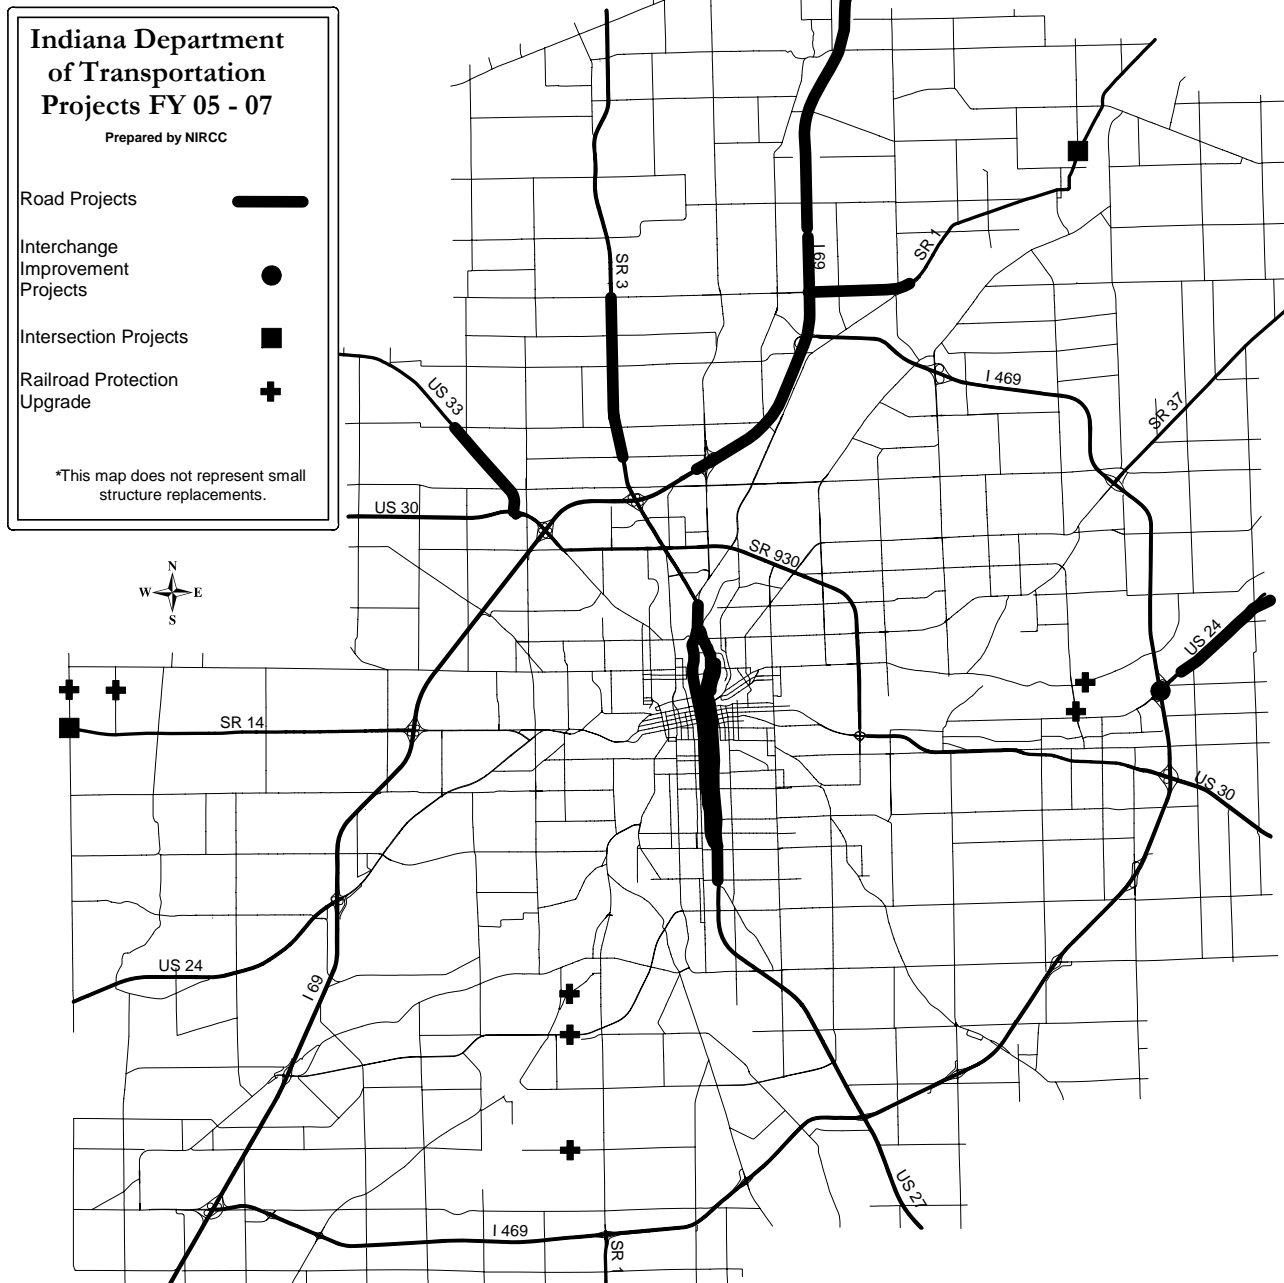 Indiana Department
of Transportation
Projects FY 05 - 07
Prepared by NIRCC
Road Projects
Interchange
Improvement
Projects
Intersection Projects
Railroad Protection
Upgrade
*This map does not represent small
structure replacements.
N
W E
S
SR 3
I 69
SR 1
US 33
I 469
SR 37
US 30
SR 930
US 24
SR 14
US 30
US 24
I 69
US 27
I 469
SR 1